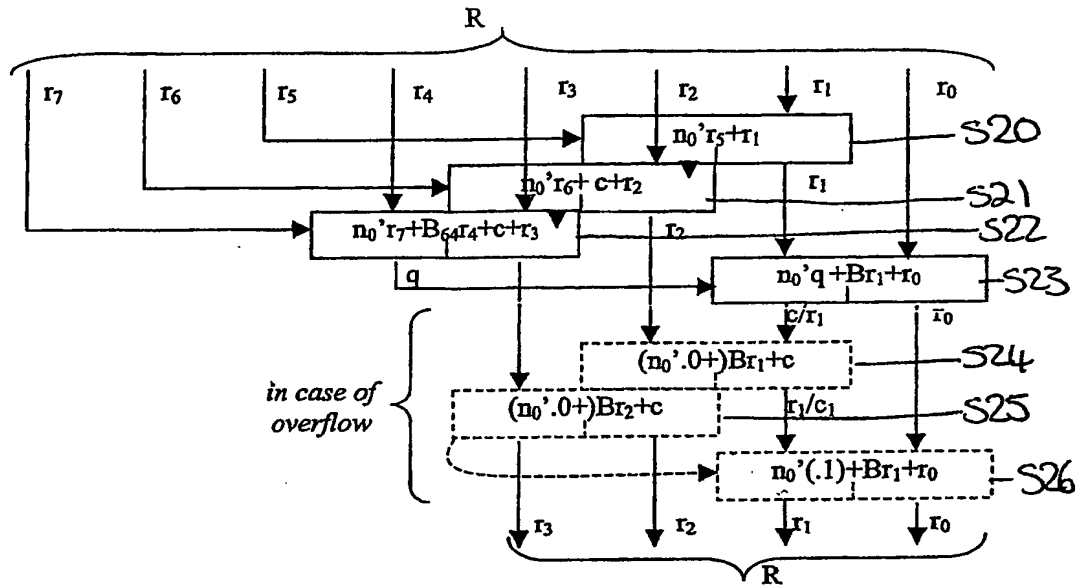 R
r₇ r₆ r₅ r₄ r₃ r₂ r₁ r₀
n₀'r₅+r₁
S20
n₀'r₆+ c+r₂
r₁
S21
n₀'r₇+B₆₄r₄+c+r₃
r₂
S22
q
n₀'q +Br₁+r₀
S23
c/r₁
r₀
(n₀'.0+)Br₁+c
S24
in case of
overflow
(n₀'.0+)Br₂+c
r₁/c₁
S25
n₀'(.1)+Br₁+r₀
S26
r₃ r₂ r₁ r₀
R